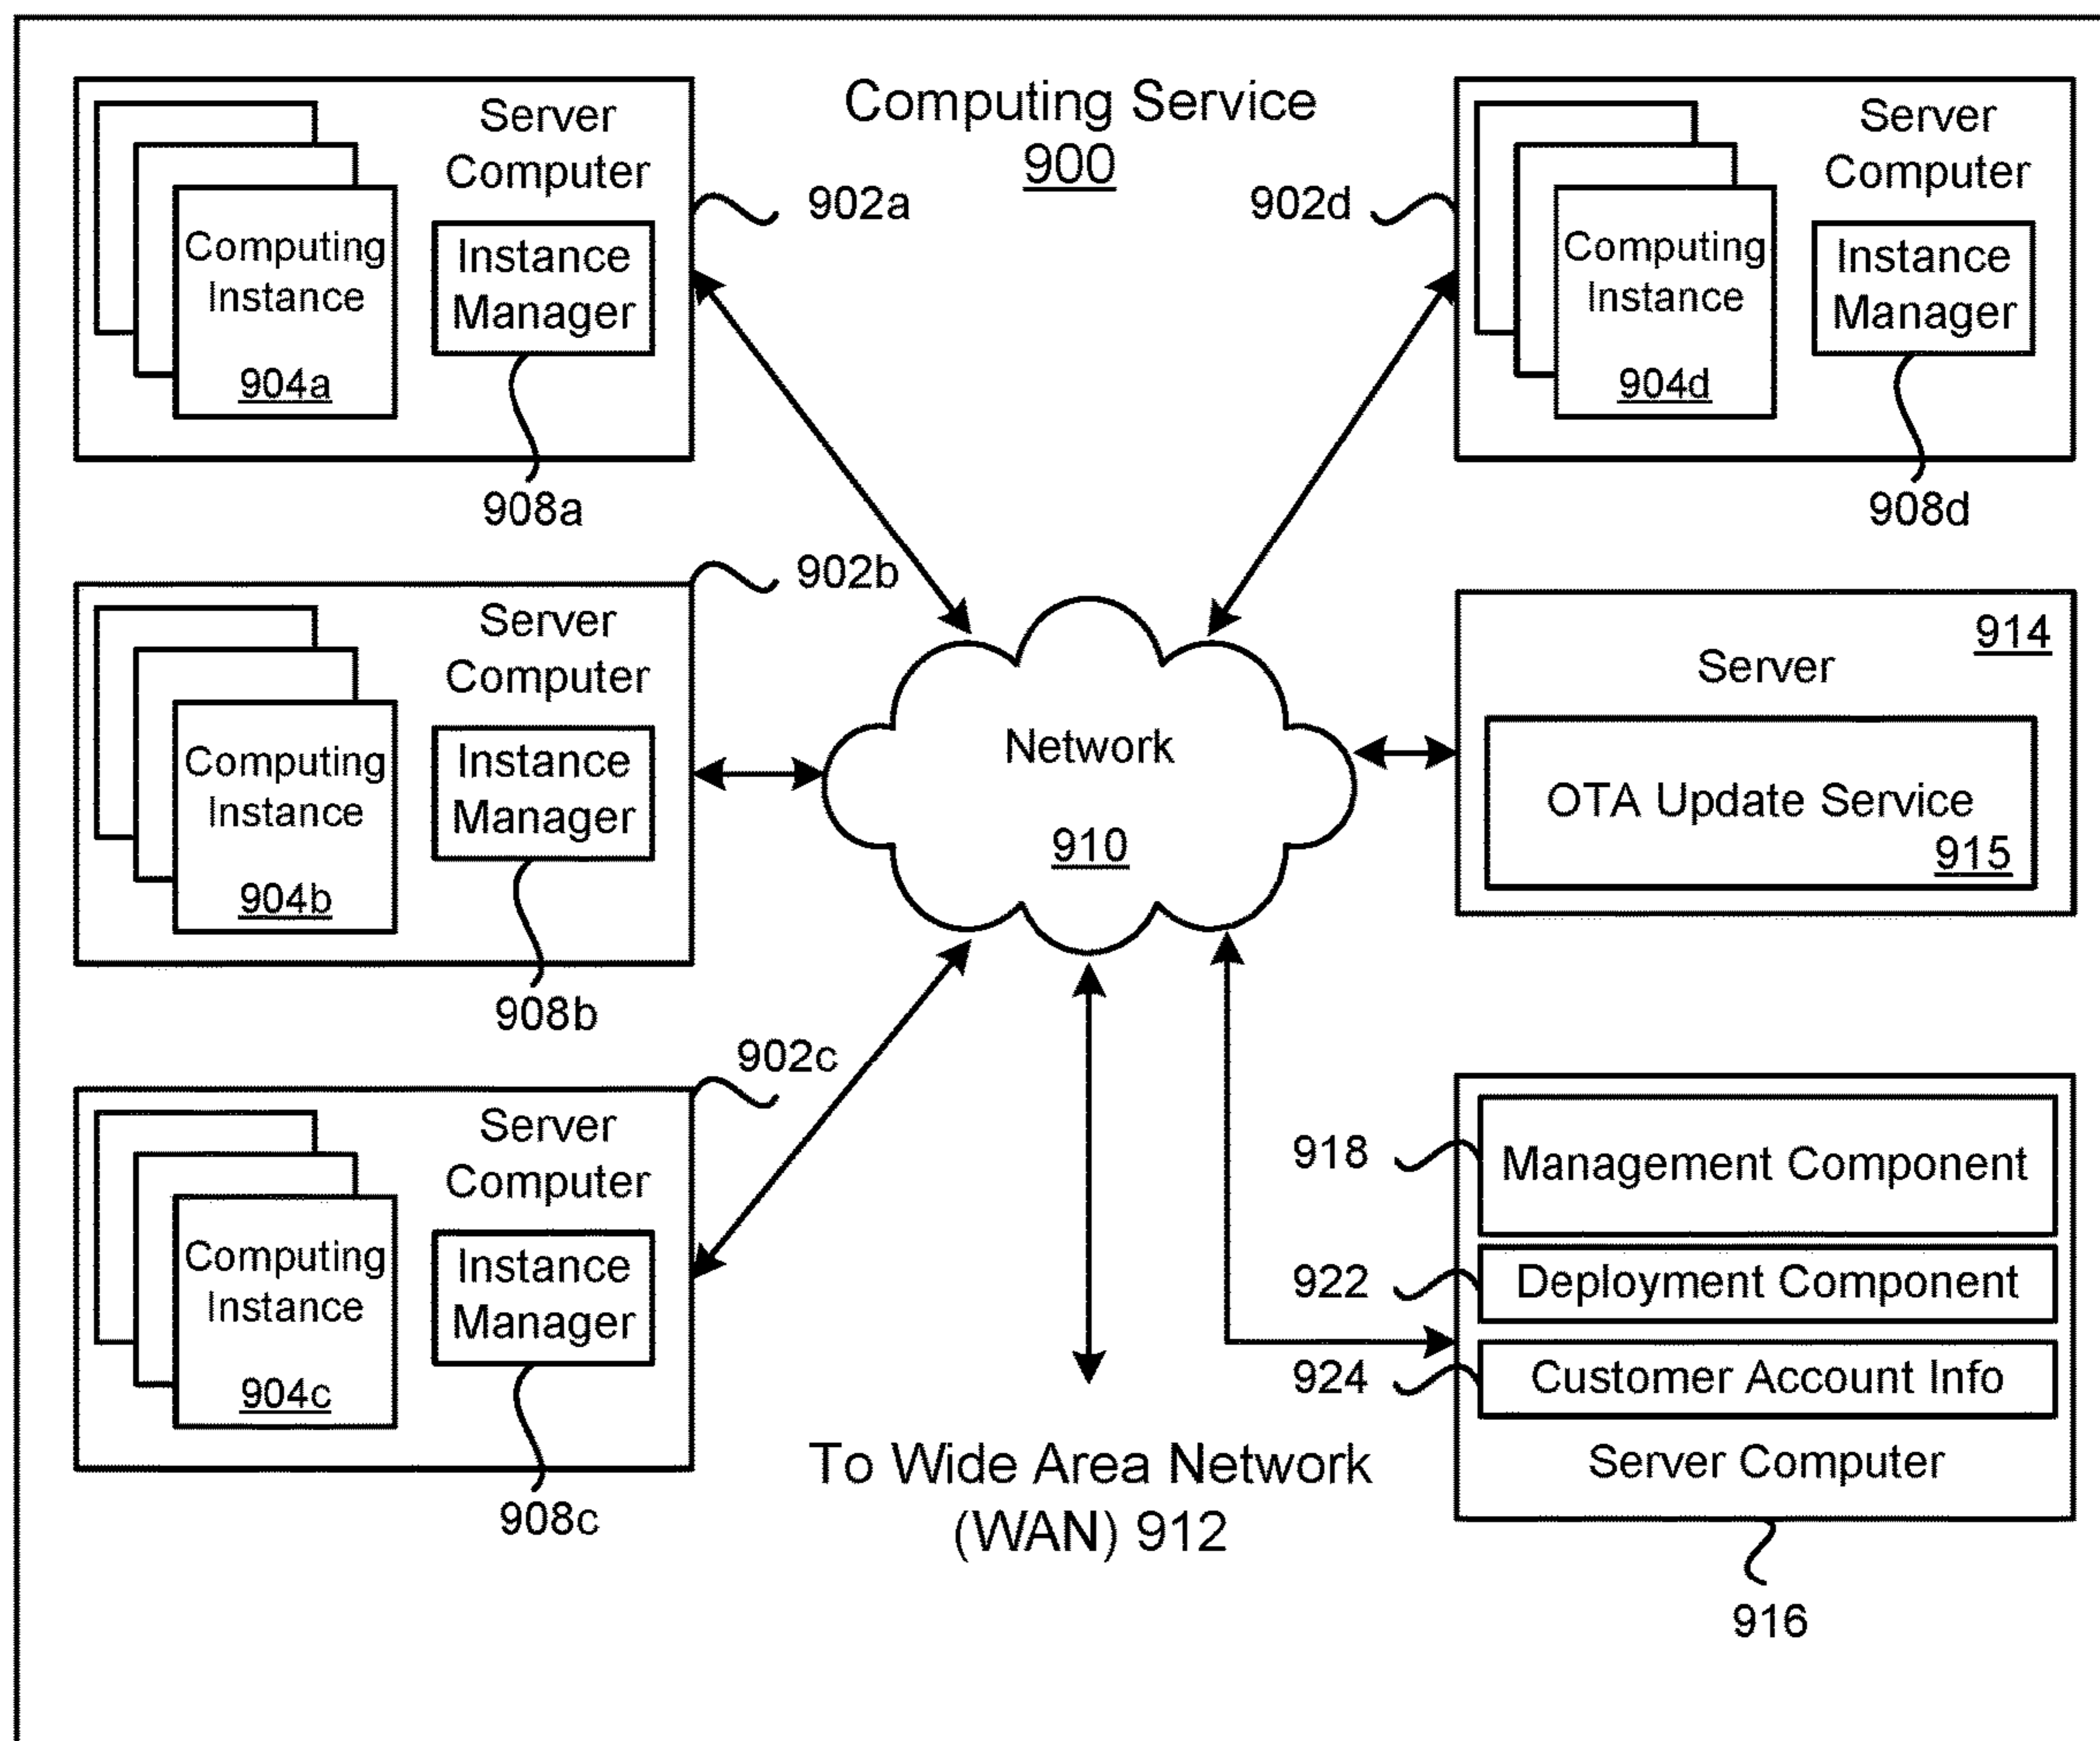 Computing Service
900
Server
Computer
Computing
Instance
904a
Instance
Manager
902a
908a
902d
Server
Computer
Computing
Instance
904d
Instance
Manager
908d
902b
Server
Computer
Computing
Instance
904b
Instance
Manager
908b
Network
910
914
Server
OTA Update Service
915
902c
Server
Computer
Computing
Instance
904c
Instance
Manager
908c
To Wide Area Network
(WAN) 912
918
Management Component
922
Deployment Component
924
Customer Account Info
Server Computer
916